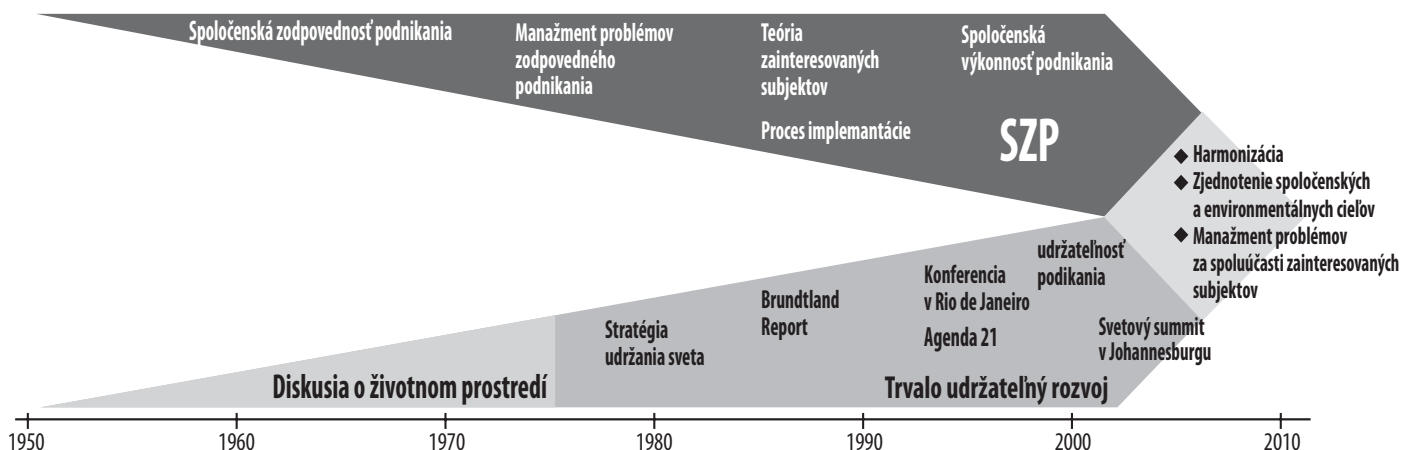 Spoločenská zodpovednosť podnikania
Manažment problémov
zodpovedného
podnikania
Teória
zainteresovaných
subjektov
Proces implemantácie
Spoločenská
výkonnosť podnikania
SZP
◆ Harmonizácia
◆ Zjednotenie spoločenských
a environmentálnych cieľov
◆ Manažment problémov
za spoluúčasti zainteresovaných
subjektov
Diskusia o životnom prostredí
Stratégia
udržania sveta
Brundtland
Report
Konferencia
v Rio de Janeiro
Agenda 21
udržateľnosť
podikania
Svetový summit
v Johannesburgu
Trvalo udržateľný rozvoj
1950
1960
1970
1980
1990
2000
2010